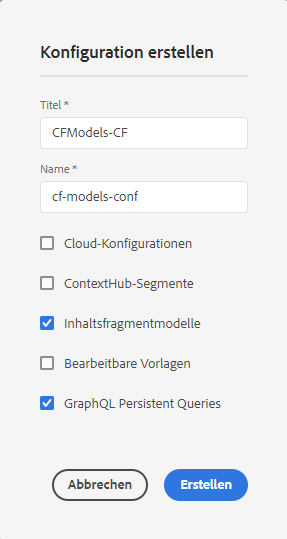 Konfiguration erstellen
Titel *
CFModels-CF
Name *
cf-models-conf
Cloud-Konfigurationen
ContextHub-Segmente
Inhaltsfragmentmodelle
Bearbeitbare Vorlagen
GraphQL Persistent Queries
Abbrechen Erstellen